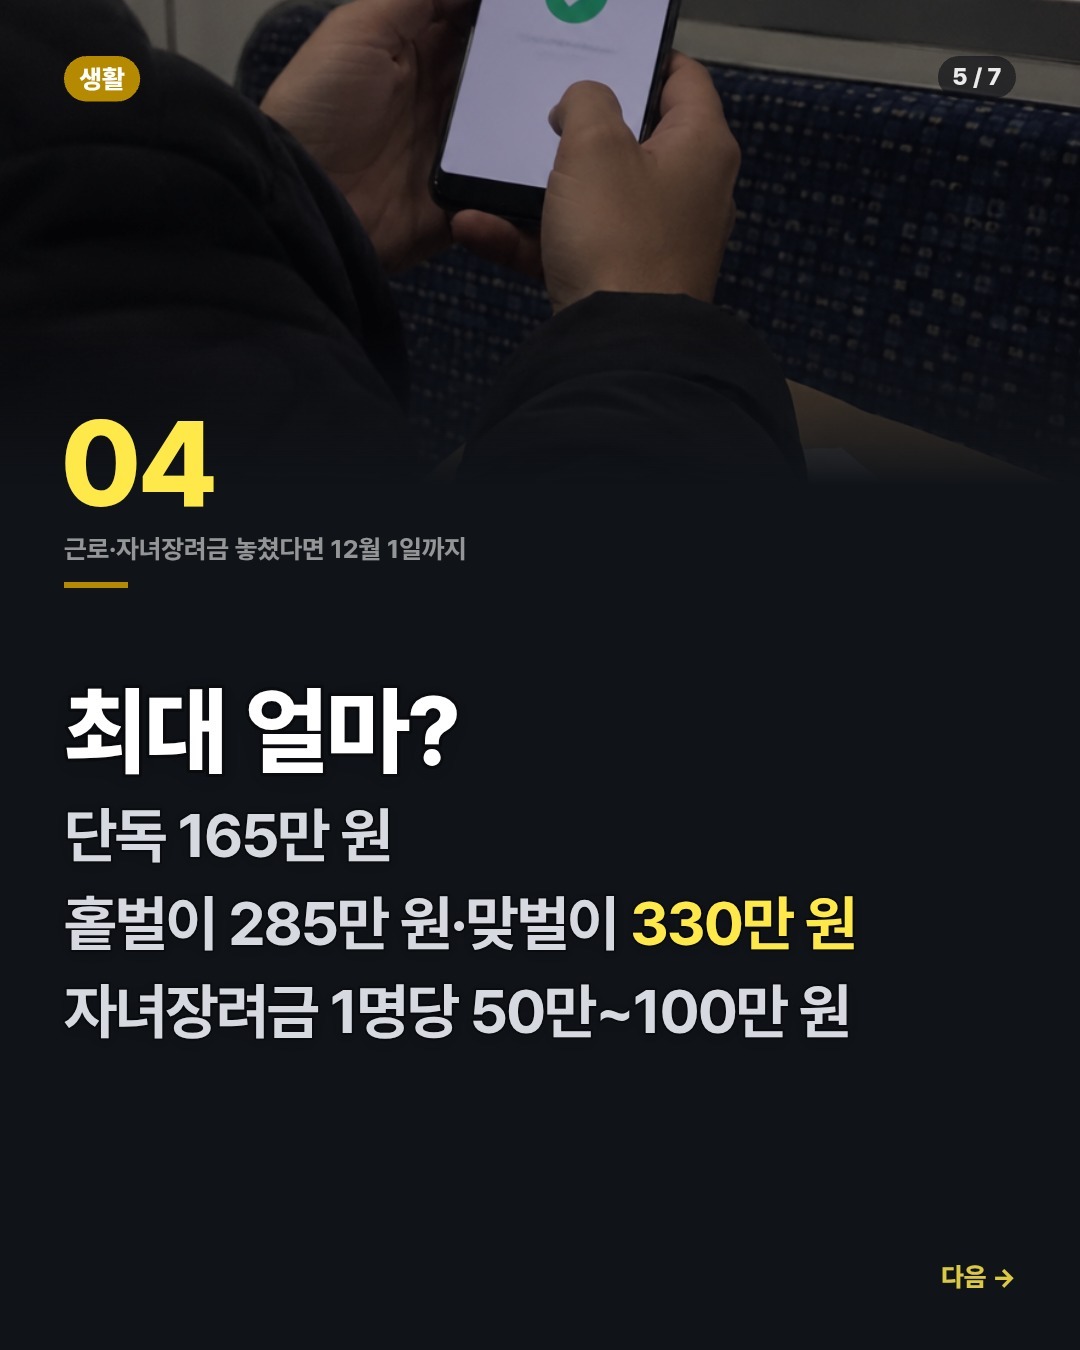 생활
5 / 7
04
근로·자녀장려금 놓쳤다면 12월 1일까지
최대 얼마?
단독 165만 원
홑벌이 285만 원·맞벌이 330만 원
자녀장려금 1명당 50만~100만 원
다음 →